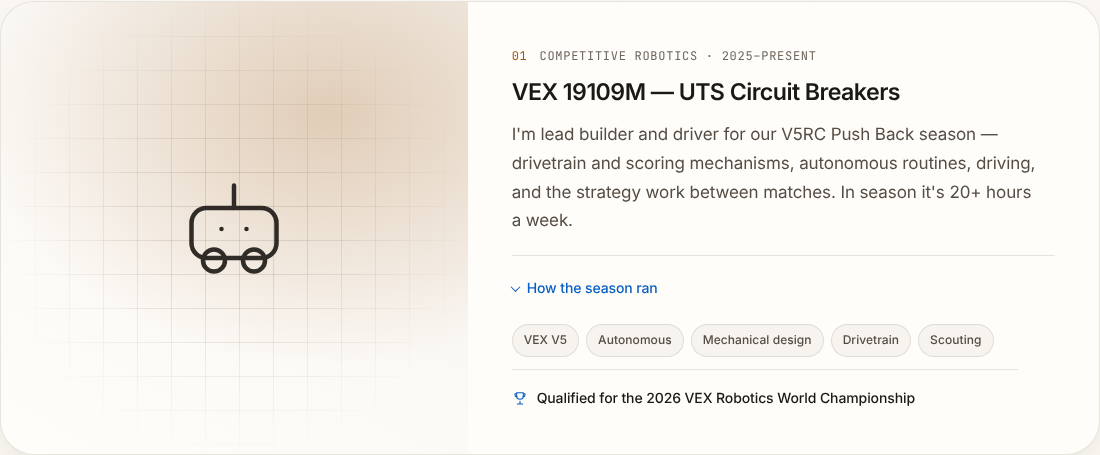 01 COMPETITIVE ROBOTICS · 2025–PRESENT
VEX 19109M — UTS Circuit Breakers
I'm lead builder and driver for our V5RC Push Back season —
drivetrain and scoring mechanisms, autonomous routines, driving,
and the strategy work between matches. In season it's 20+ hours
a week.
How the season ran
VEX V5 Autonomous Mechanical design Drivetrain Scouting
Qualified for the 2026 VEX Robotics World Championship